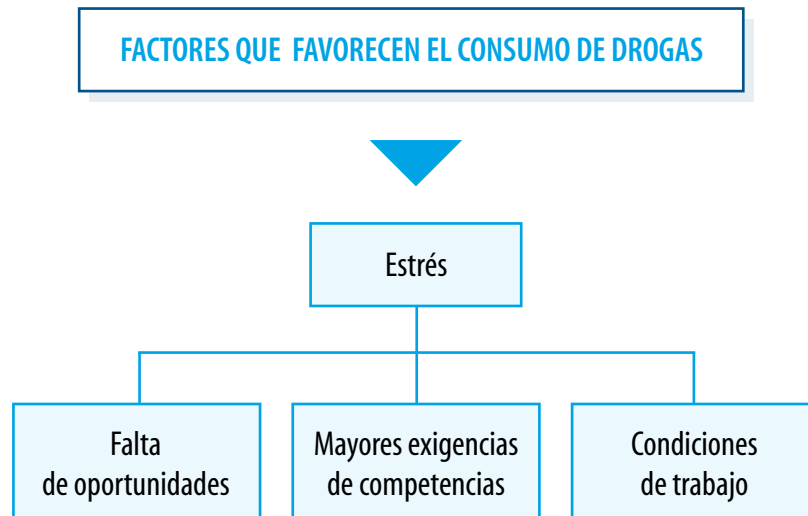 FACTORES QUE FAVORECEN EL CONSUMO DE DROGAS
Estrés
Falta
de oportunidades
Mayores exigencias
de competencias
Condiciones
de trabajo